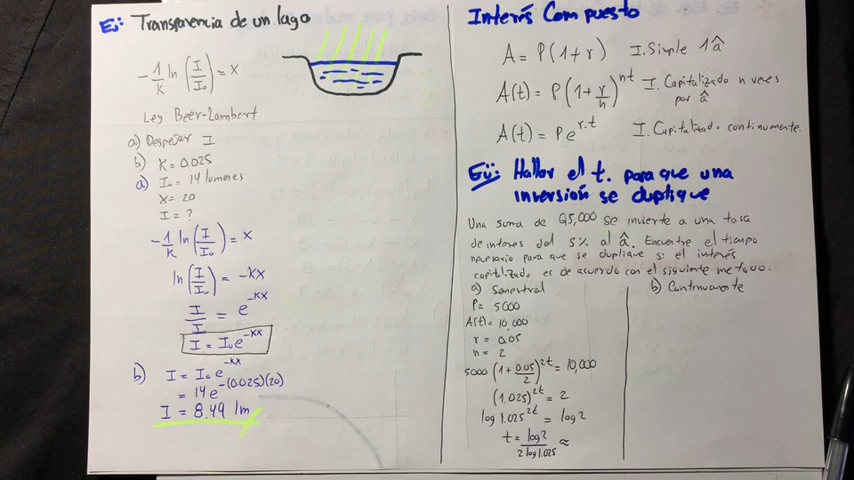 Ej: Transparencia de un lago
-1/k ln (I/I₀) = x
Ley Beer-Lambert
a) Despejar I
b) K = 0.025
a) I₀ = 14 lumenes
x = 20
I = ?
-1/k ln (I/I₀) = x
ln (I/I₀) = -kx
I/I₀ = e^-kx
I = I₀e^-kx
b) I = I₀e^-kx
= 14e^-(0.025)(20)
I = 8.49 lm
Interés Compuesto
A = P(1+r) I. Simple 1 â
A(t) = P(1+r/n)^nt I. Capitalizado n veces
por â
A(t) = Pe^r.t I. Capitalizado continuamente.
Ej: Hallar el t. para que una
inversión se duplique
Una suma de Q5,000 se invierte a una tasa
de interes del 5% al â. Encuentre el tiempo
necesario para que se duplique si el interés
capitalizado es de acuerdo con el siguiente metodo.
a) Semestral
P = 5000
A(t) = 10,000
r = 0.05
n = 2
5000 (1 + 0.05/2)^2t = 10,000
(1.025)^2t = 2
log 1.025^2t = log 2
t = log 2/2 log 1.025 ≈
b) Continuamente